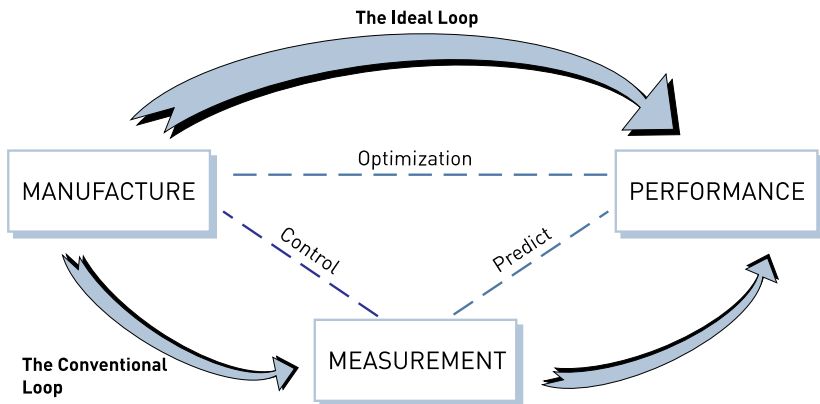 The Ideal Loop
Optimization
MANUFACTURE
PERFORMANCE
Control
Predict
MEASUREMENT
The Conventional
Loop